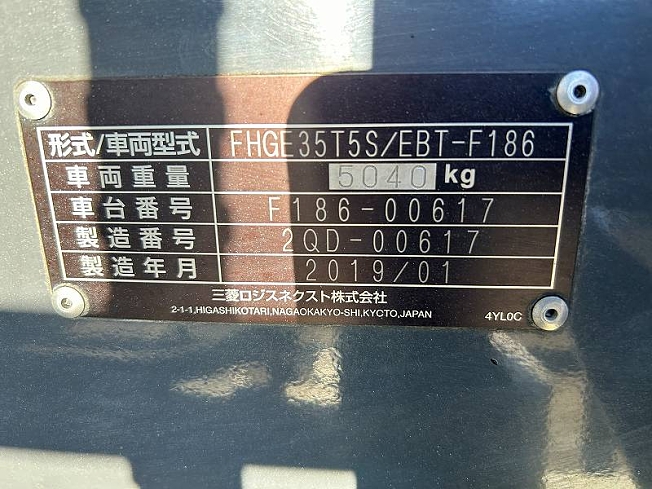 形式/車両型式 FHGE35T5S/EBT-F186
車両重量 5040 kg
車台番号 F186-00617
製造番号 2QD-00617
製造年月 2019/01
三菱ロジスネクスト株式会社
2-1-1,HIGASHIKOTARI,NAGAOKAKYO-SHI,KYOTO,JAPAN 4YL0C